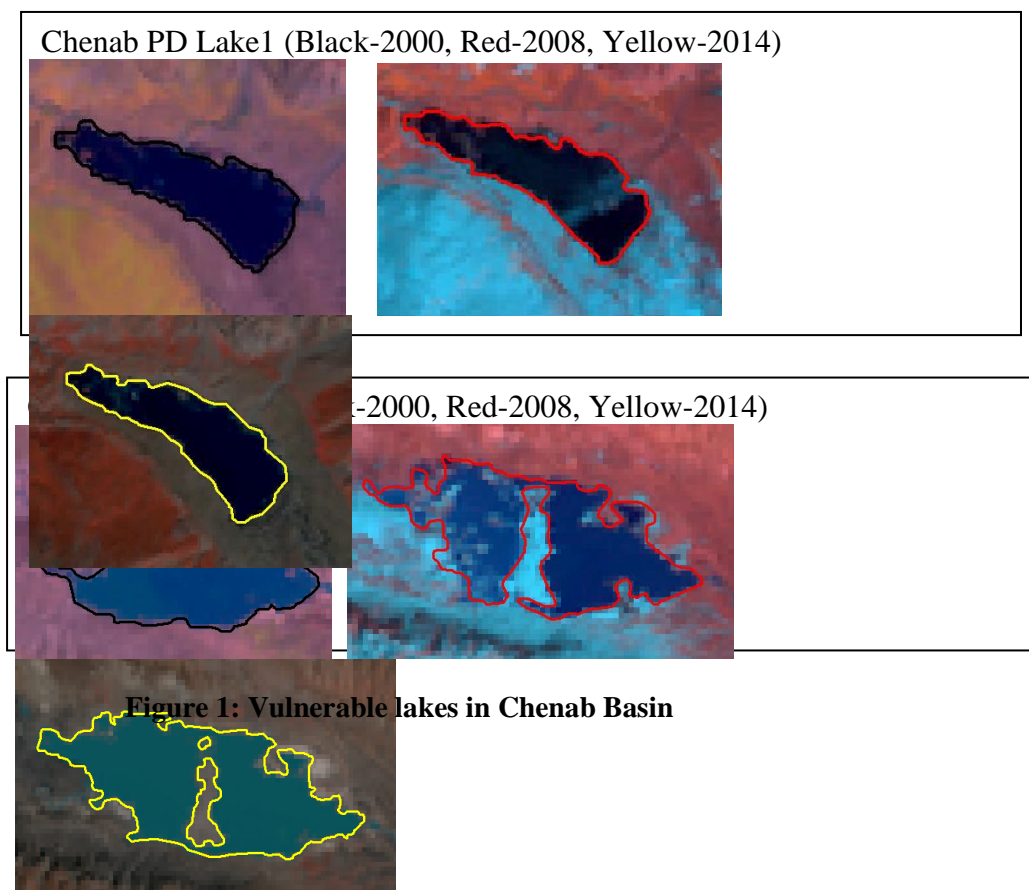 Chenab PD Lake1 (Black-2000, Red-2008, Yellow-2014)
-2000, Red-2008, Yellow-2014)
Figure 1: Vulnerable lakes in Chenab Basin